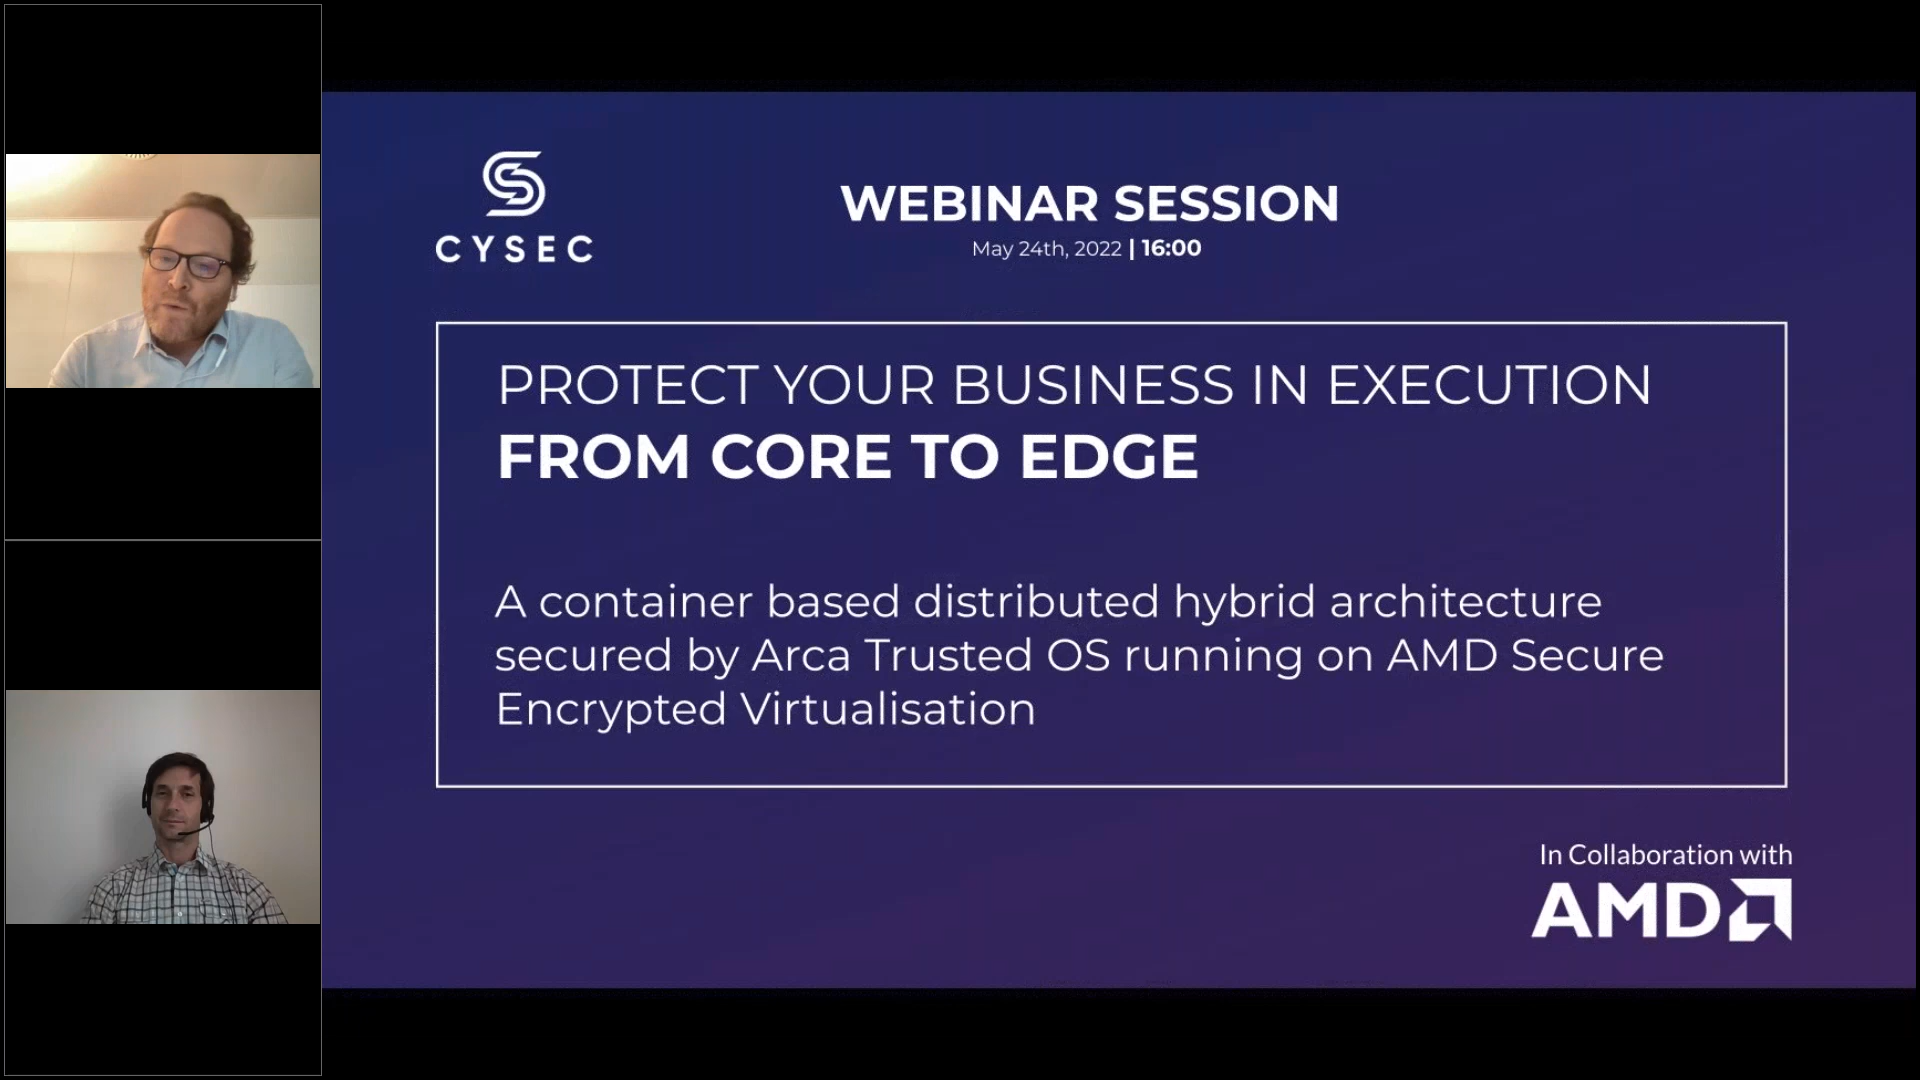 CYSEC
WEBINAR SESSION
May 24th, 2022 | 16:00
PROTECT YOUR BUSINESS IN EXECUTION
FROM CORE TO EDGE
A container based distributed hybrid architecture
secured by Arca Trusted OS running on AMD Secure
Encrypted Virtualisation
In Collaboration with
AMD